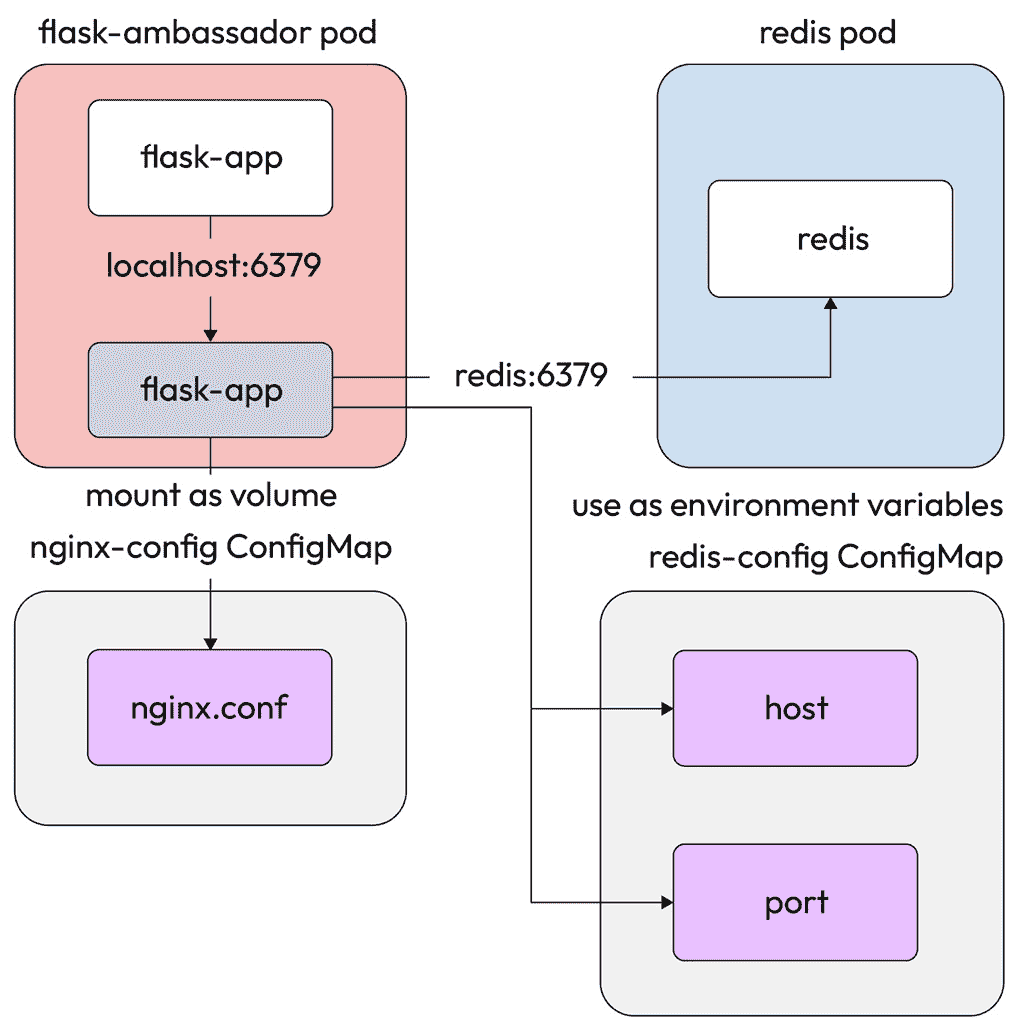 flask-ambassador pod
redis pod
flask-app
redis
localhost:6379
flask-app
redis:6379
mount as volume
nginx-config ConfigMap
use as environment variables
redis-config ConfigMap
nginx.conf
host
port